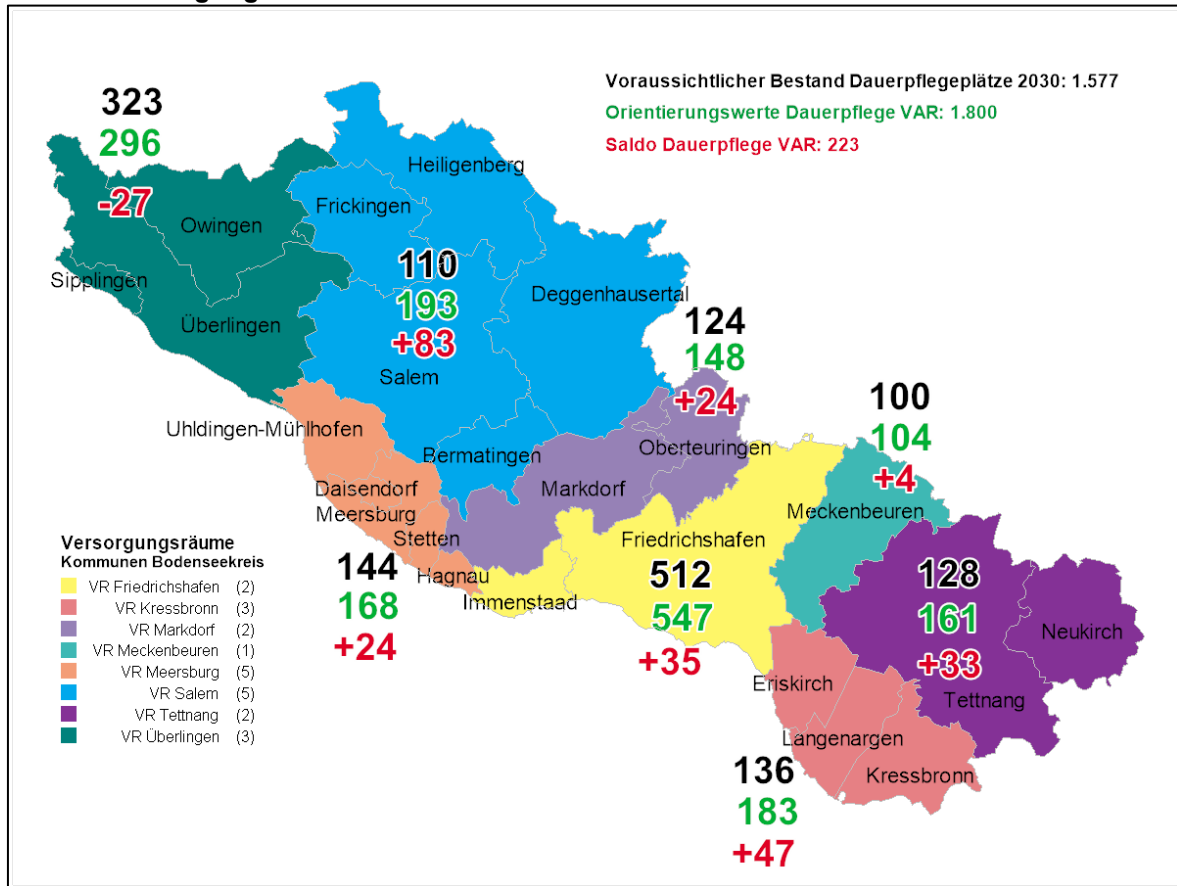 Voraussichtlicher Bestand Dauerpflegeplätze 2030: 1.577
Orientierungswerte Dauerpflege VAR: 1.800
Saldo Dauerpflege VAR: 223
323
296
-27
Owingen
Sipplingen
Überlingen
Heiligenberg
Frickingen
110
193
+83
Deggenhausertal
Salem
Bermatingen
124
148
+24
Oberteuringen
Markdorf
Uhldingen-Mühlhofen
Daisendorf
Meersburg
Stetten
Hagnau
144
168
+24
Immenstaad
Friedrichshafen
512
547
+35
100
104
+4
Meckenbeuren
128
161
+33
Tettnang
Neukirch
Eriskirch
Langenargen
Kressbronn
136
183
+47
Versorgungsräume
Kommunen Bodenseekreis
VR Friedrichshafen (2)
VR Kressbronn (3)
VR Markdorf (2)
VR Meckenbeuren (1)
VR Meersburg (5)
VR Salem (5)
VR Tettnang (2)
VR Überlingen (3)